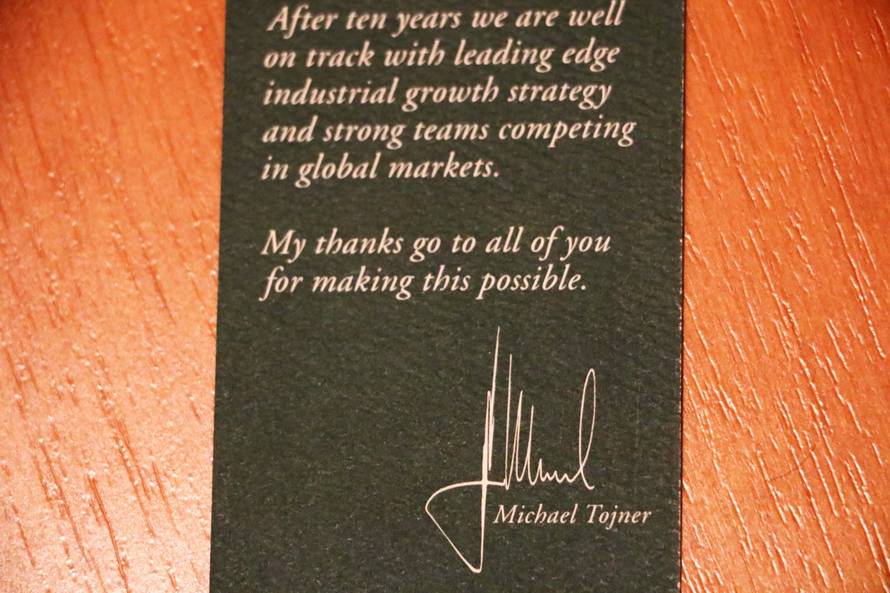 After ten years we are well
on track with leading edge
industrial growth strategy
and strong teams competing
in global markets.
My thanks go to all of you
for making this possible.
Michael Tojner